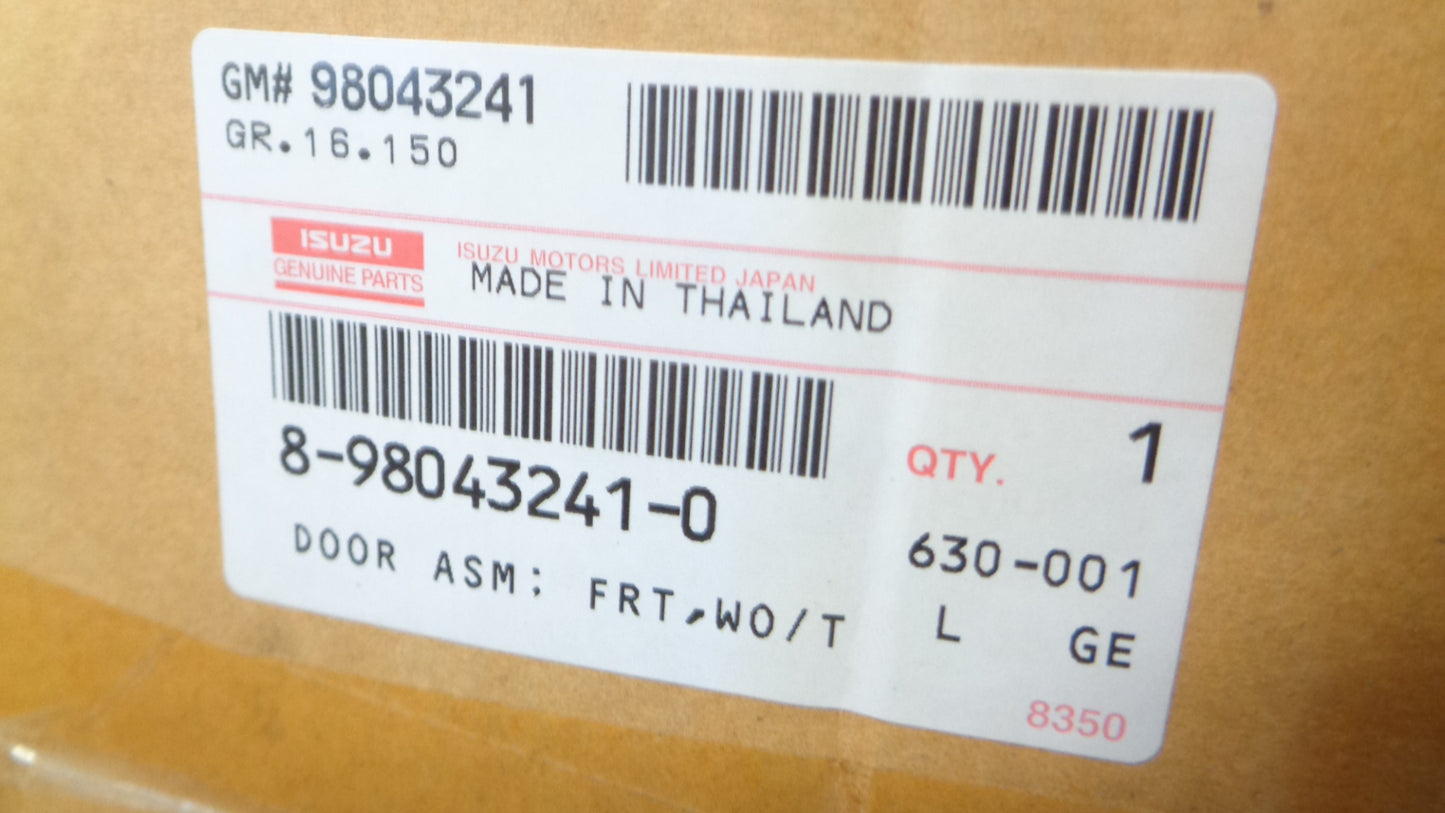 GM# 98043241
GR.16.150
ISUZU
GENUINE PARTS
ISUZU MOTORS LIMITED JAPAN
MADE IN THAILAND
8-98043241-0
QTY. 1
630-001
DOOR ASM; FRT,WO/T L GE
8350